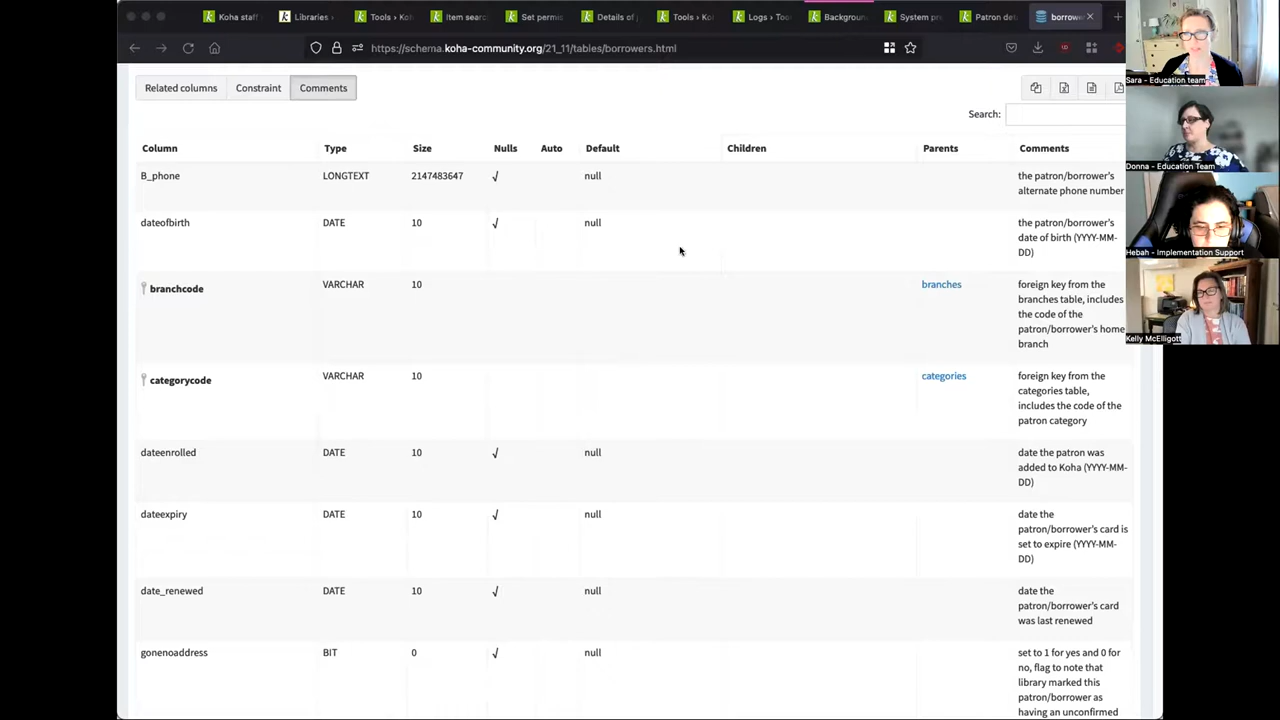 Koha staff
Libraries ‹
Tools › Ko
Item sear
Set permi
Details of
Tools › Ko
Logs › Too
Backgroun
System pr
Patron det
borrowe
https://schema.koha-community.org/21_11/tables/borrowers.html
Related columns Constraint Comments
Search:
Column Type Size Nulls Auto Default Children Parents Comments
B_phone LONGTEXT 2147483647 √ null the patron/borrower's
alternate phone number
dateofbirth DATE 10 √ null the patron/borrower's
date of birth (YYYY-MM-
DD)
branchcode VARCHAR 10 branches foreign key from the
branches table, includes
the code of the
patron/borrower's home
branch
categorycode VARCHAR 10 categories foreign key from the
categories table,
includes the code of the
patron category
dateenrolled DATE 10 √ null date the patron was
added to Koha (YYYY-MM-
DD)
dateexpiry DATE 10 √ null date the
patron/borrower's card is
set to expire (YYYY-MM-
DD)
date_renewed DATE 10 √ null date the
patron/borrower's card
was last renewed
gonenoaddress BIT 0 √ null set to 1 for yes and 0 for
no, flag to note that
library marked this
patron/borrower as
having an unconfirmed
Sara - Education team
Donna - Education Team
Hebah - Implementation Support
Kelly McElligott